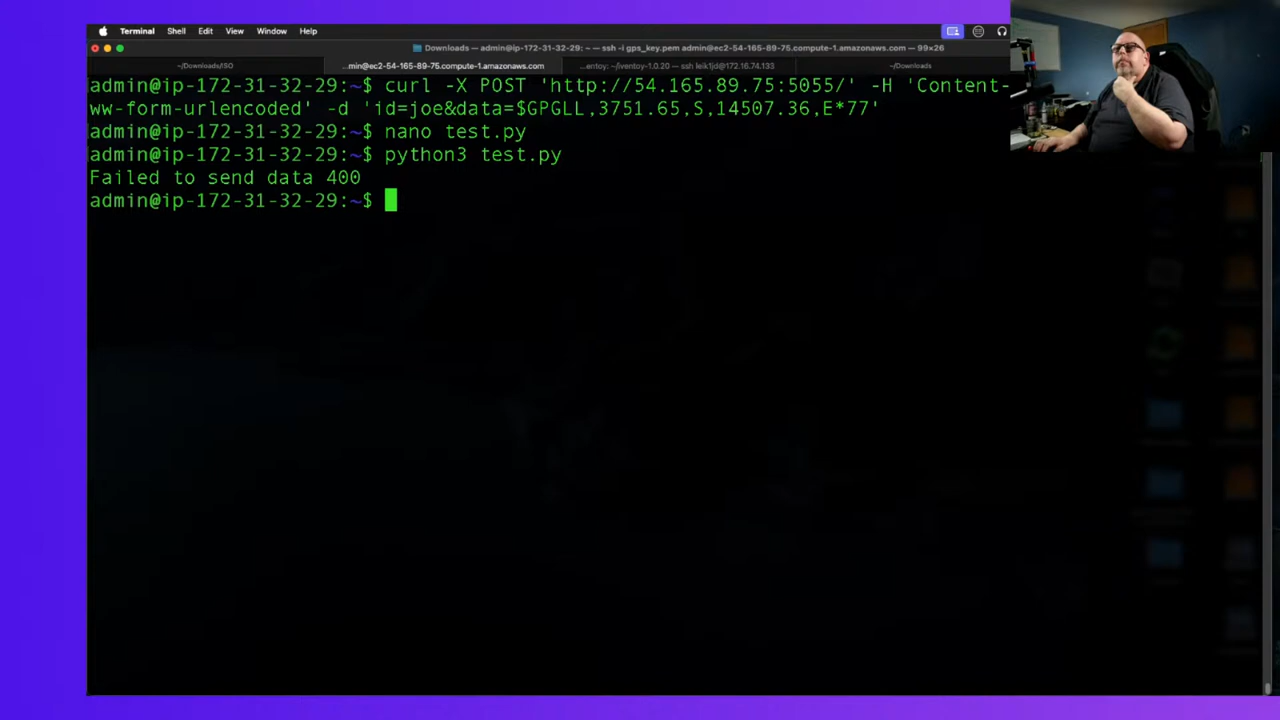 Terminal Shell Edit View Window Help
Downloads — admin@ip-172-31-32-29: ~ — ssh -i gps_key.pem admin@ec2-54-165-89-75.compute-1.amazonaws.com — 99x26
~/Downloads/ISO ...min@ec2-54-165-89-75.compute-1.amazonaws.com ...entoy: ~/iventoy-1.0.20 — ssh leik1jd@172.16.74.133 ~/Downloads
admin@ip-172-31-32-29:~$ curl -X POST 'http://54.165.89.75:5055/' -H 'Content-
ww-form-urlencoded' -d 'id=joe&data=$GPGLL,3751.65,S,14507.36,E*77'
admin@ip-172-31-32-29:~$ nano test.py
admin@ip-172-31-32-29:~$ python3 test.py
Failed to send data 400
admin@ip-172-31-32-29:~$